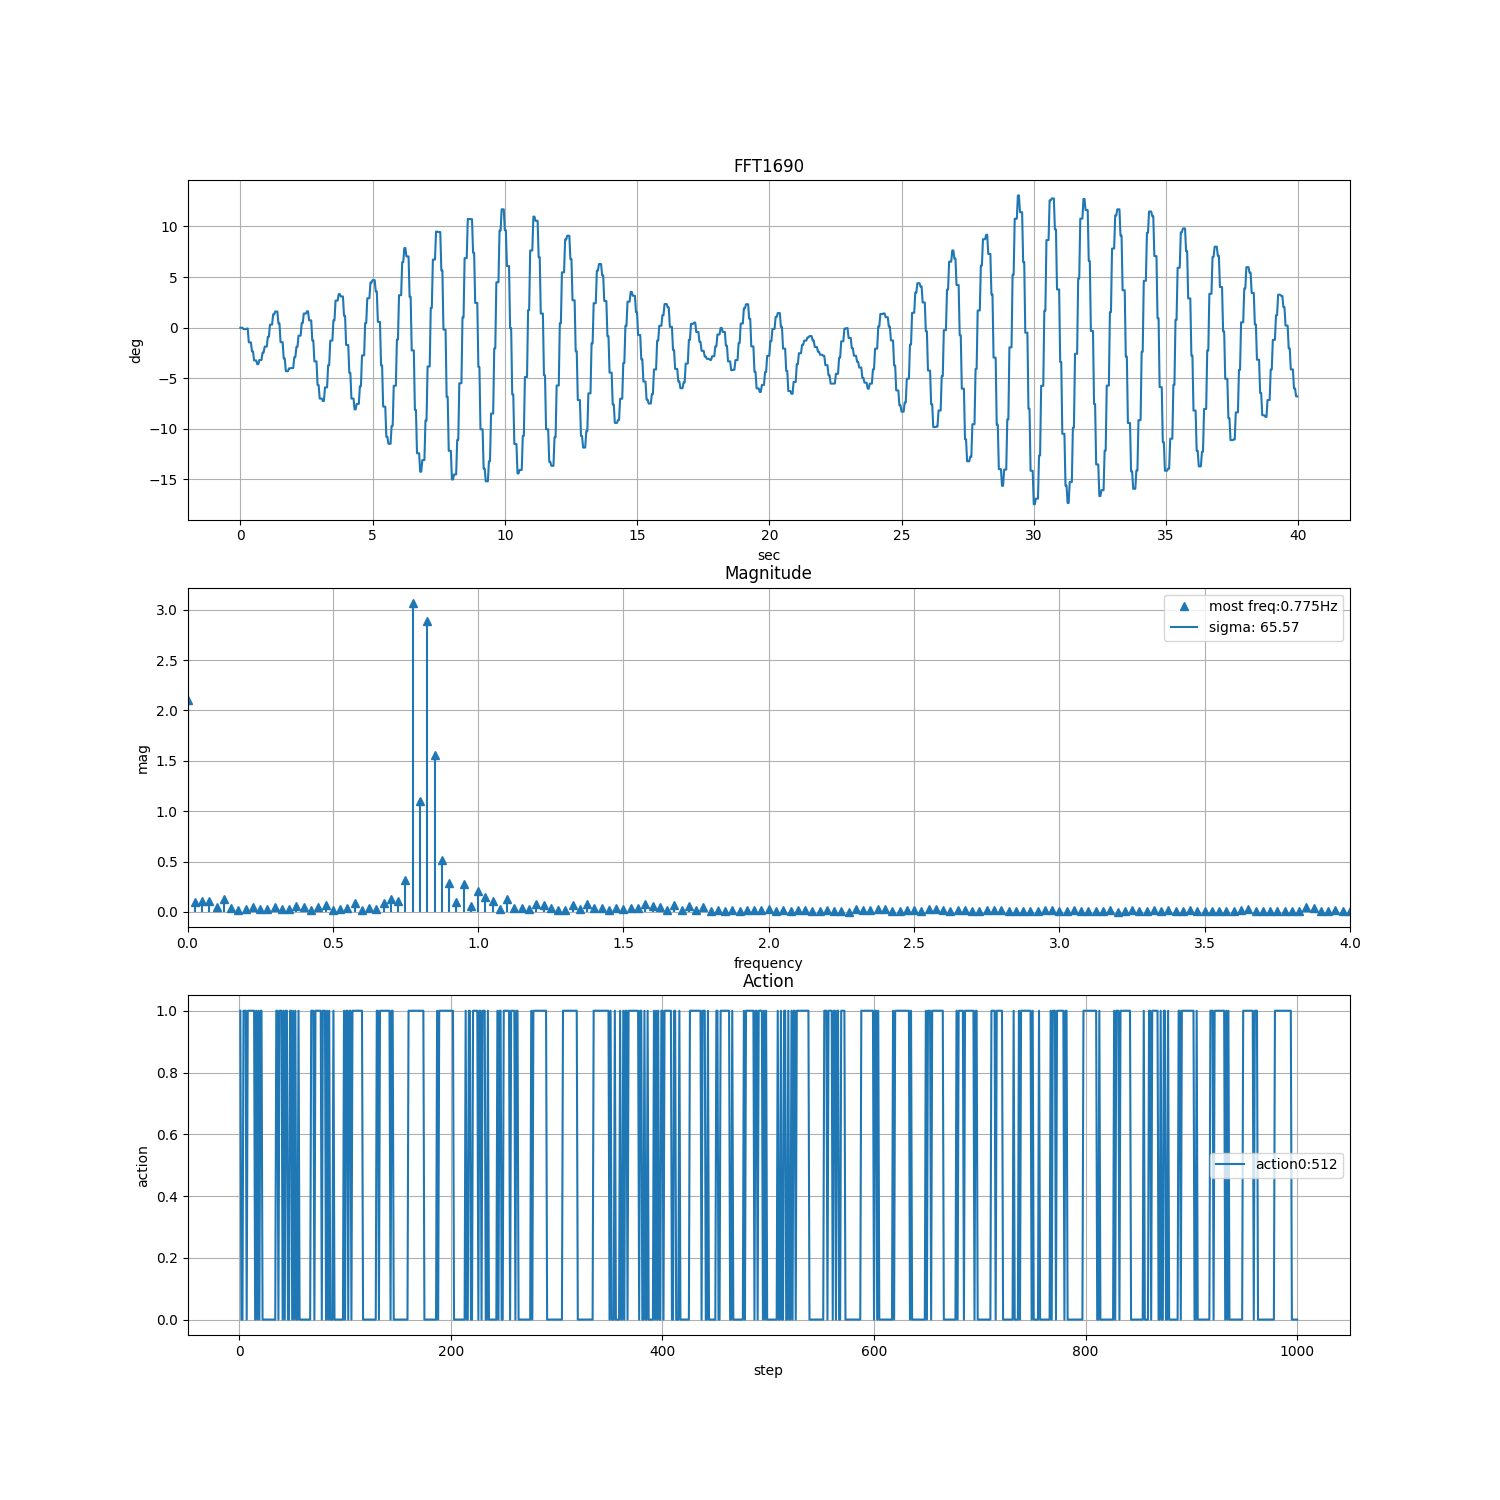 FFT1690
deg
10
5
0
−5
−10
−15
0 5 10 15 20 25 30 35 40
sec
Magnitude
mag
3.0
2.5
2.0
1.5
1.0
0.5
0.0
most freq:0.775Hz
sigma: 65.57
0.0 0.5 1.0 1.5 2.0 2.5 3.0 3.5 4.0
frequency
Action
action
1.0
0.8
0.6
0.4
0.2
0.0
action0:512
0 200 400 600 800 1000
step